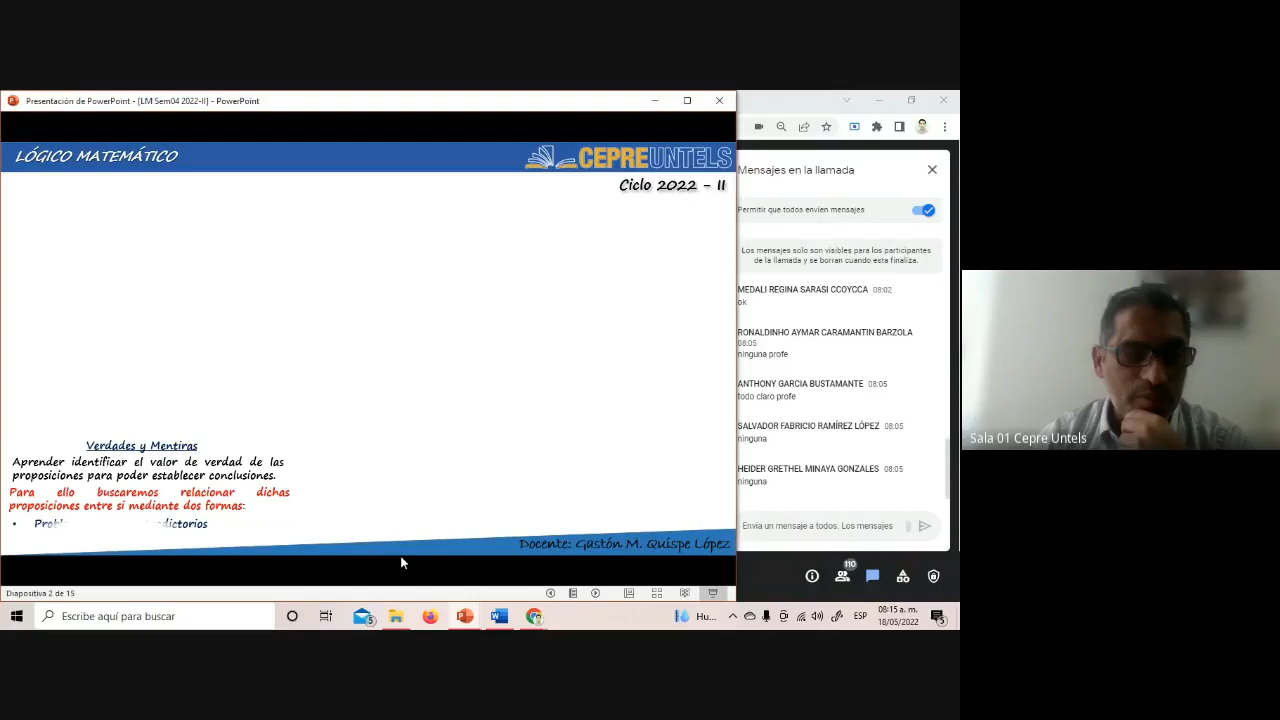 Presentación de PowerPoint - [LM Sem04 2022-II] - PowerPoint
LÓGICO MATEMÁTICO
CEPREUNTELS
Ciclo 2022 - II
Verdades y Mentiras
Aprender identificar el valor de verdad de las
proposiciones para poder establecer conclusiones.
Para ello buscaremos relacionar dichas
proposiciones entre si mediante dos formas:
Docente: Gastón M. Quispe López
Diapositiva 2 de 15
Mensajes en la llamada
Permitir que todos envíen mensajes
Los mensajes solo son visibles para los participantes
de la llamada y se borran cuando esta finaliza.
MEDALI REGINA SARASI CCOYCCA 08:02
ok
RONALDINHO AYMAR CARAMANTIN BARZOLA
08:05
ninguna profe
ANTHONY GARCIA BUSTAMANTE 08:05
todo claro profe
SALVADOR FABRICIO RAMÍREZ LÓPEZ 08:05
ninguna
HEIDER GRETHEL MINAYA GONZALES 08:05
ninguna
Envía un mensaje a todos. Los mensajes
110
Sala 01 Cepre Untels
Escribe aquí para buscar
5
Hu...
ESP
08:15 a. m.
18/05/2022
5